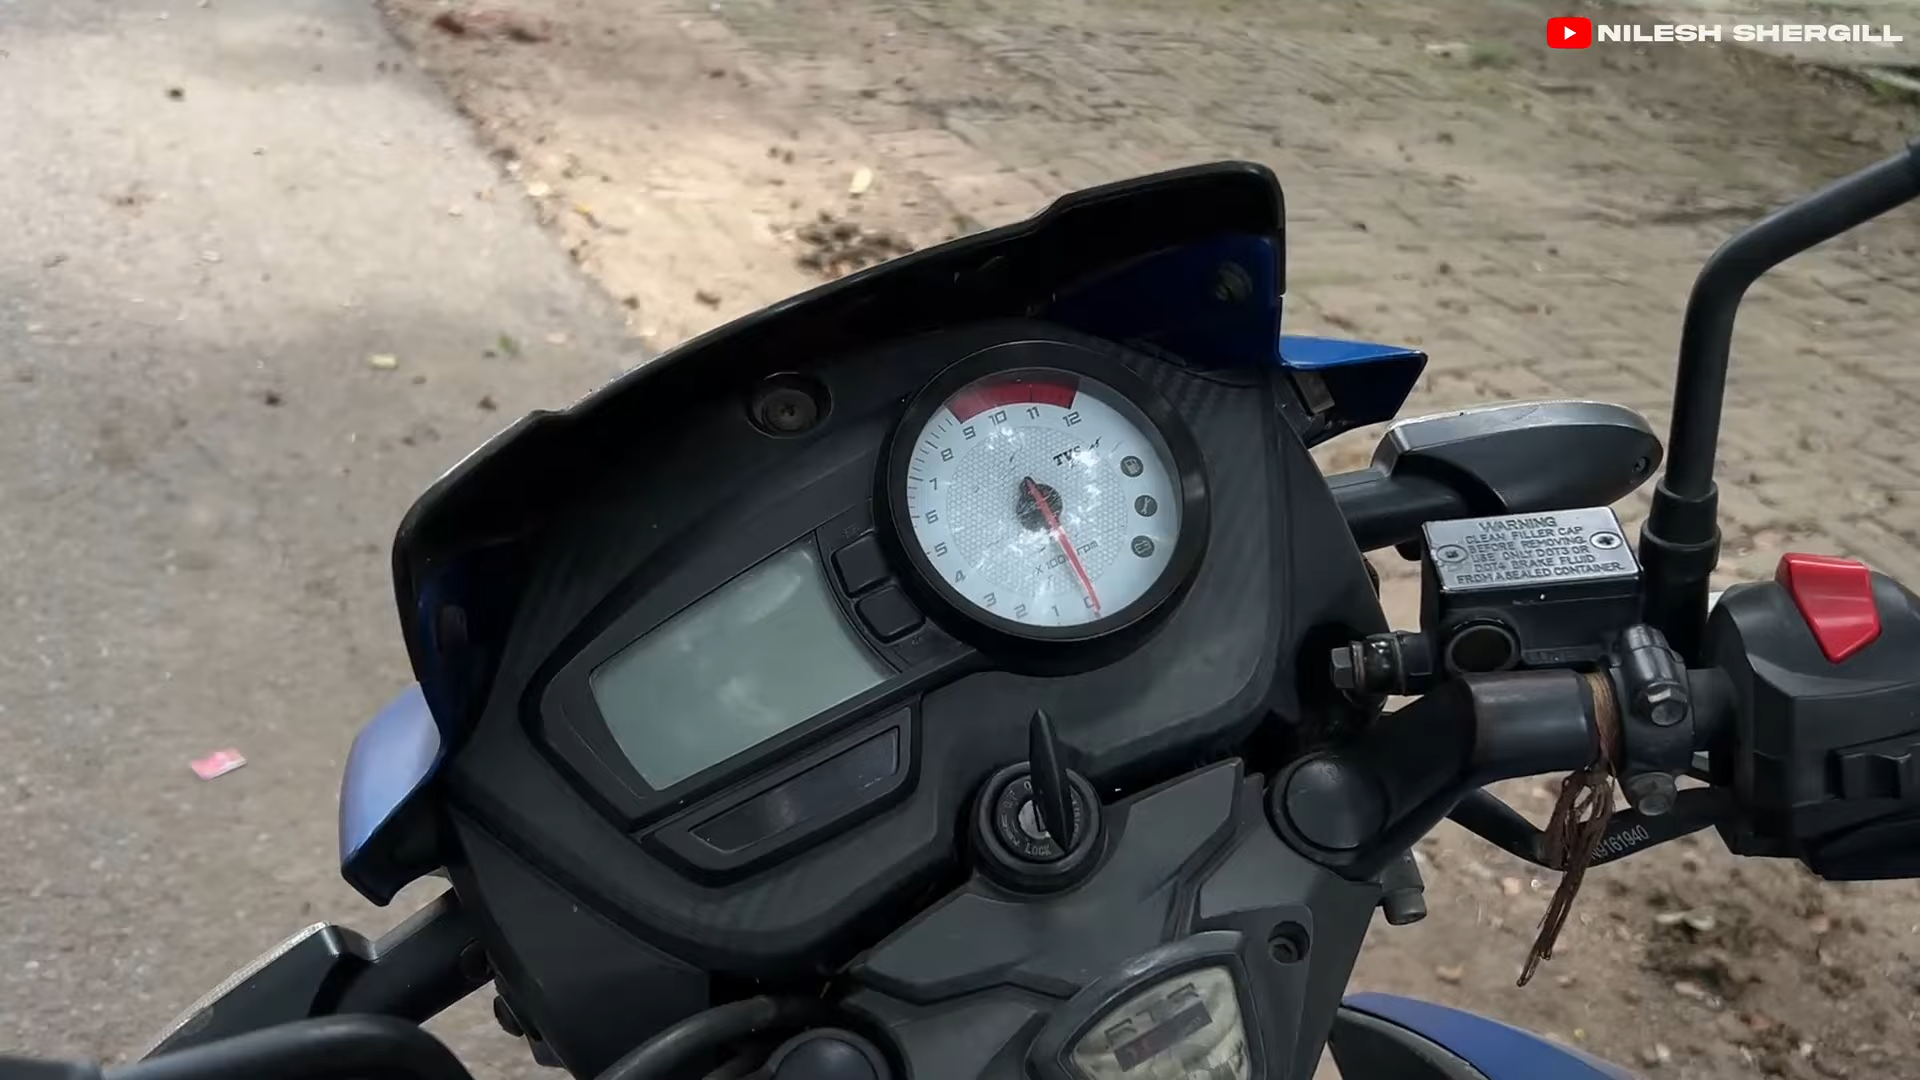 NILESH SHERGILL
12
11
10
9
8
7
6
5
4
3
2
1
0
TVS
rpm
WARNING
CLEAN FILLER CAP
BEFORE REMOVING.
USE ONLY DOT3 OR
DOT4 BRAKE FLUID
FROM A SEALED CONTAINER.
LOCK
N9161940